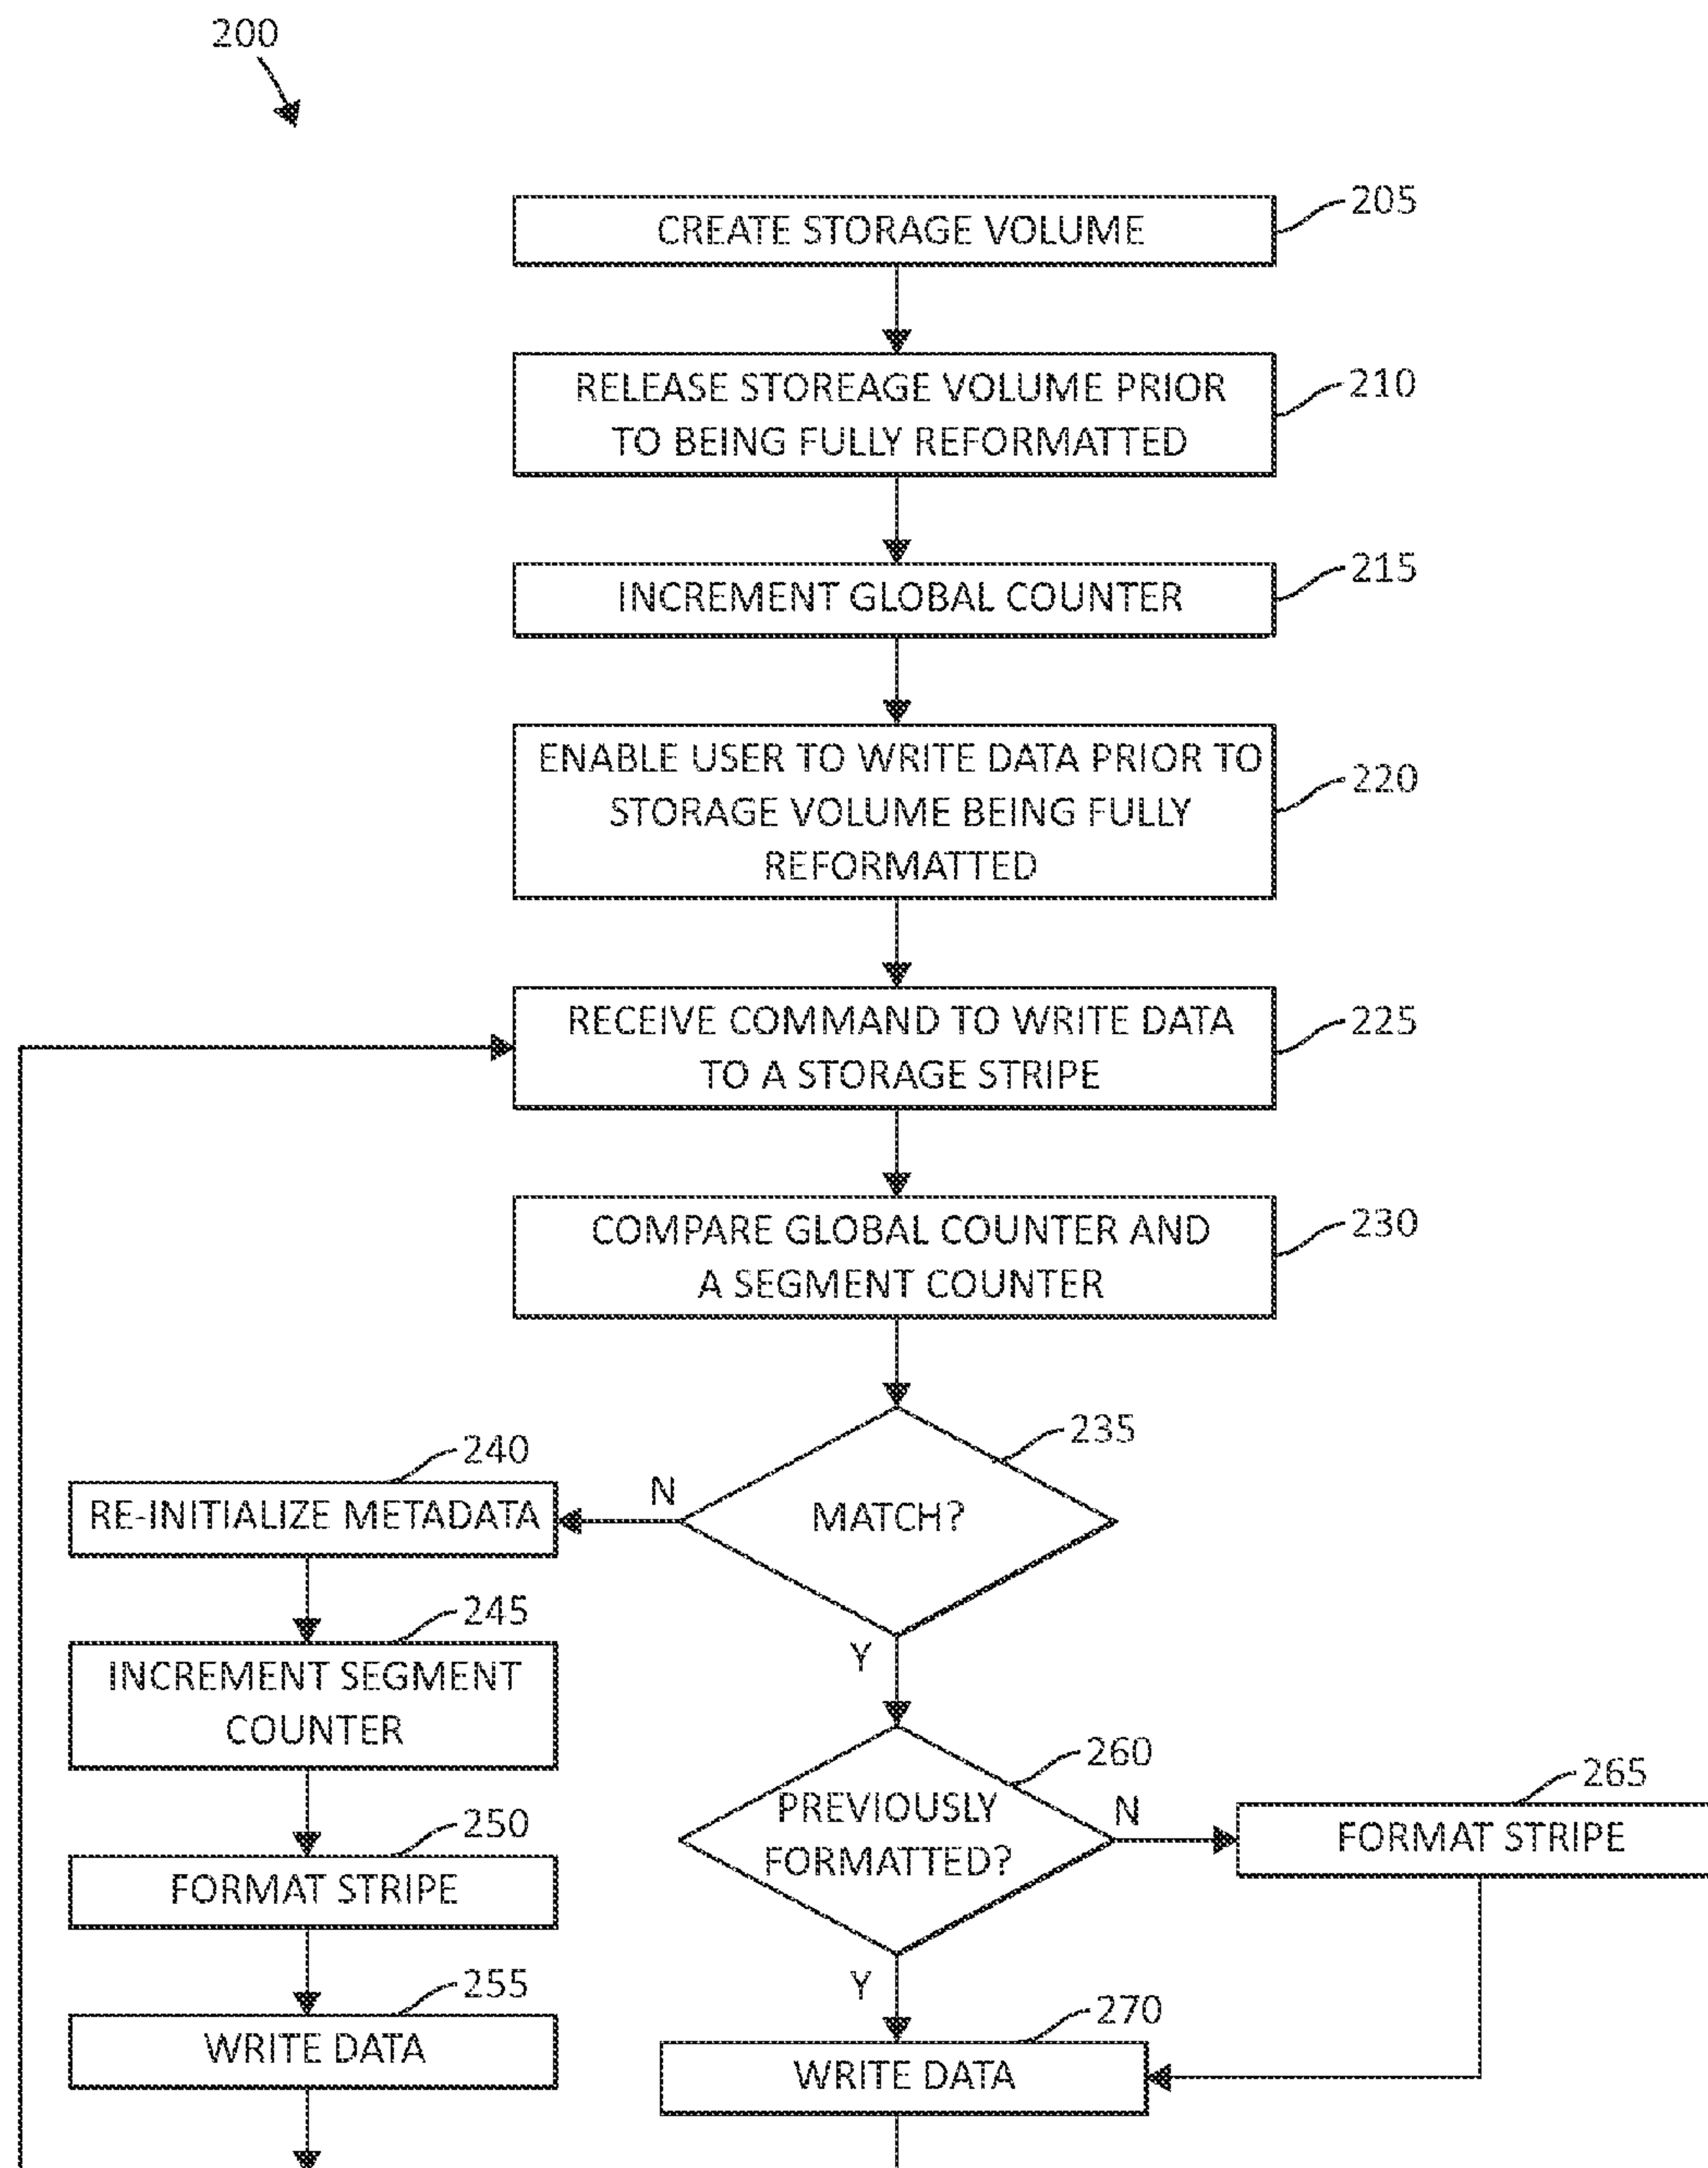 200
CREATE STORAGE VOLUME
205
RELEASE STOREAGE VOLUME PRIOR
TO BEING FULLY REFORMATTED
210
INCREMENT GLOBAL COUNTER
215
ENABLE USER TO WRITE DATA PRIOR TO
STORAGE VOLUME BEING FULLY
REFORMATTED
220
RECEIVE COMMAND TO WRITE DATA
TO A STORAGE STRIPE
225
COMPARE GLOBAL COUNTER AND
A SEGMENT COUNTER
230
235
MATCH?
N
Y
240
RE-INITIALIZE METADATA
245
INCREMENT SEGMENT
COUNTER
250
FORMAT STRIPE
255
WRITE DATA
260
PREVIOUSLY
FORMATTED?
N
Y
265
FORMAT STRIPE
270
WRITE DATA